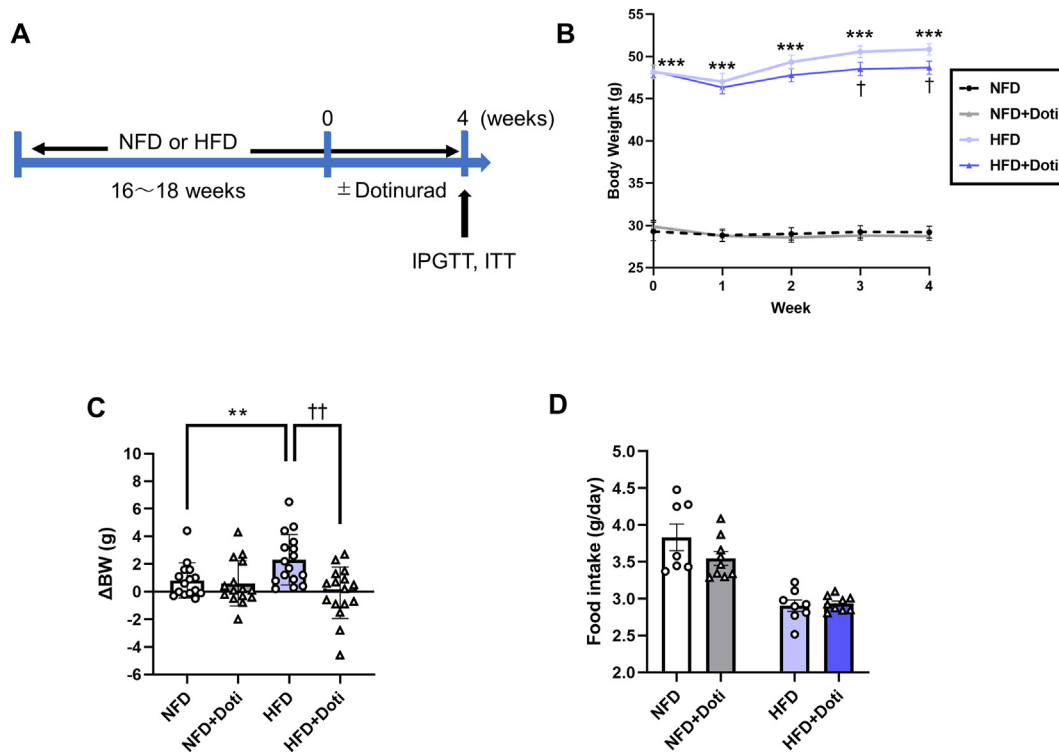 A
0
4 (weeks)
NFD or HFD
16～18 weeks
±Dotinurad
IPGTT, ITT
B
Body Weight (g)
55
50
45
30
25
***
***
***
***
***
†
†
0
1
2
3
4
Week
NFD
NFD+Doti
HFD
HFD+Doti
C
**
††
ΔBW (g)
10
8
6
4
2
0
-2
-4
-6
NFD
NFD+Doti
HFD
HFD+Doti
D
Food intake (g/day)
5.0
4.5
4.0
3.5
3.0
2.5
2.0
NFD
NFD+Doti
HFD
HFD+Doti